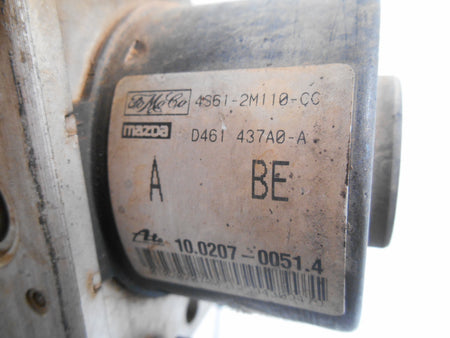 FoMoCo 4S61-2M110-CC
mazda D461 437A0-A
A BE
Ate 10.0207-0051.4